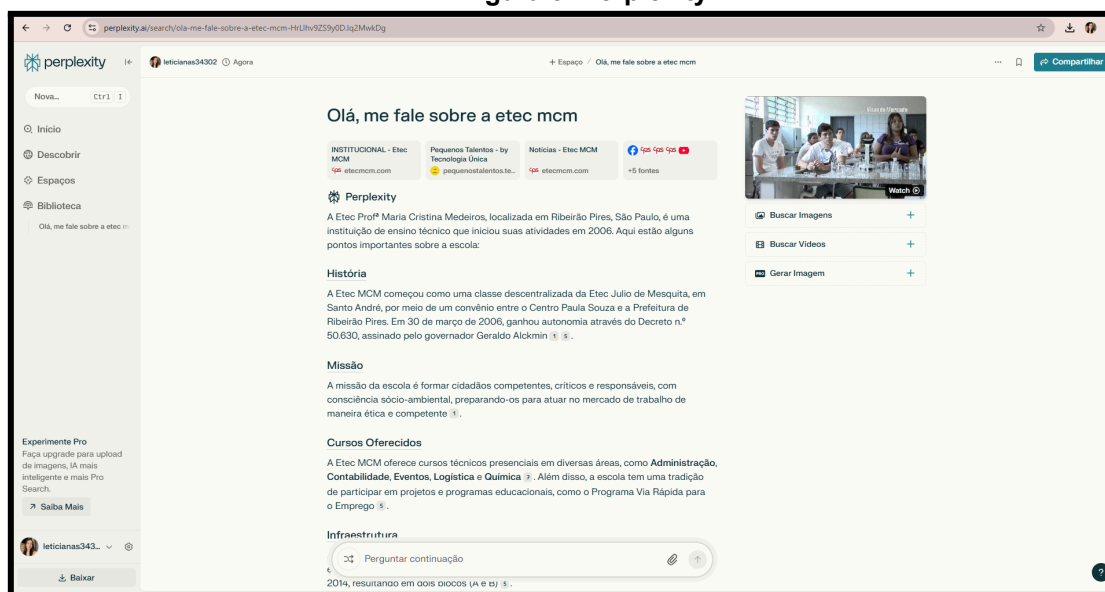 perplexity.ai/search/ola-me-fale-sobre-a-etec-mcm-HrLlhv9ZS9y0D.lq2MwkDg
perplexity
Nova... Ctrl I
Início
Descobrir
Espaços
Biblioteca
Olá, me fale sobre a etec m
Experimente Pro
Faça upgrade para upload
de imagens, IA mais
inteligente e mais Pro
Search.
Saiba Mais
leticianas343...
Baixar
leticianas34302 Agora
+ Espaço / Olá, me fale sobre a etec mcm
Compartilhar
Olá, me fale sobre a etec mcm
INSTITUCIONAL - Etec
MCM
cps etecmcm.com
Pequenos Talentos - by
Tecnologia Única
pequenostalentos.te...
Notícias - Etec MCM
cps etecmcm.com
cps cps cps
+5 fontes
Perplexity
A Etec Profª Maria Cristina Medeiros, localizada em Ribeirão Pires, São Paulo, é uma
instituição de ensino técnico que iniciou suas atividades em 2006. Aqui estão alguns
pontos importantes sobre a escola:
História
A Etec MCM começou como uma classe descentralizada da Etec Julio de Mesquita, em
Santo André, por meio de um convênio entre o Centro Paula Souza e a Prefeitura de
Ribeirão Pires. Em 30 de março de 2006, ganhou autonomia através do Decreto n.º
50.630, assinado pelo governador Geraldo Alckmin 1 5 .
Missão
A missão da escola é formar cidadãos competentes, críticos e responsáveis, com
consciência sócio-ambiental, preparando-os para atuar no mercado de trabalho de
maneira ética e competente 1 .
Cursos Oferecidos
A Etec MCM oferece cursos técnicos presenciais em diversas áreas, como Administração,
Contabilidade, Eventos, Logística e Química 7 . Além disso, a escola tem uma tradição
de participar em projetos e programas educacionais, como o Programa Via Rápida para
o Emprego 5 .
Infraestrutura
Perguntar continuação
2014, resultando em dois blocos (A e B) 5 .
Watch
Buscar Imagens
Buscar Vídeos
PRO Gerar Imagem